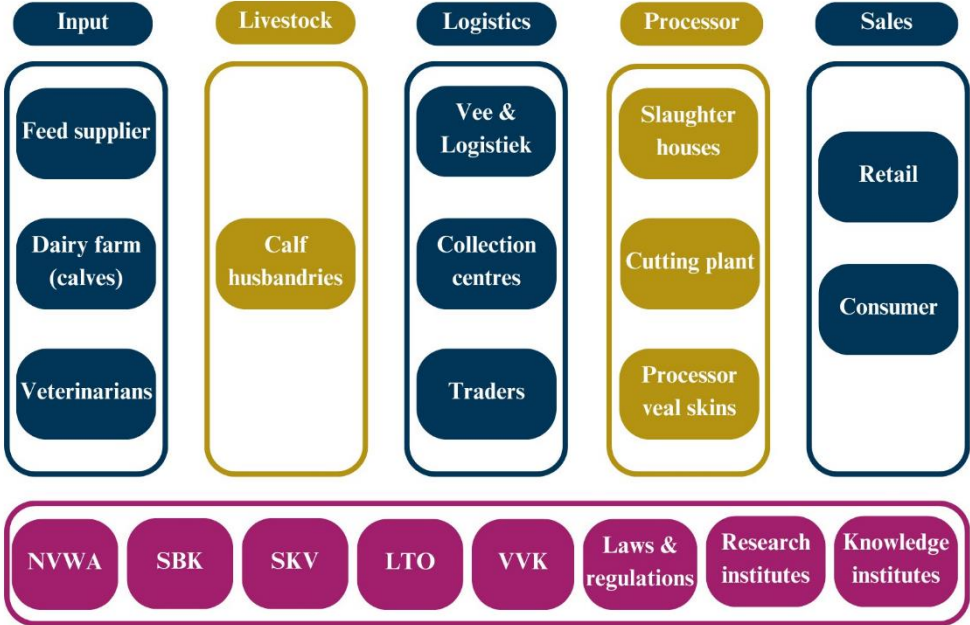 Input
Livestock
Logistics
Processor
Sales
Feed supplier
Dairy farm
(calves)
Veterinarians
Calf
husbandries
Vee &
Logistiek
Collection
centres
Traders
Slaughter
houses
Cutting plant
Processor
veal skins
Retail
Consumer
NVWA
SBK
SKV
LTO
VVK
Laws &
regulations
Research
institutes
Knowledge
institutes